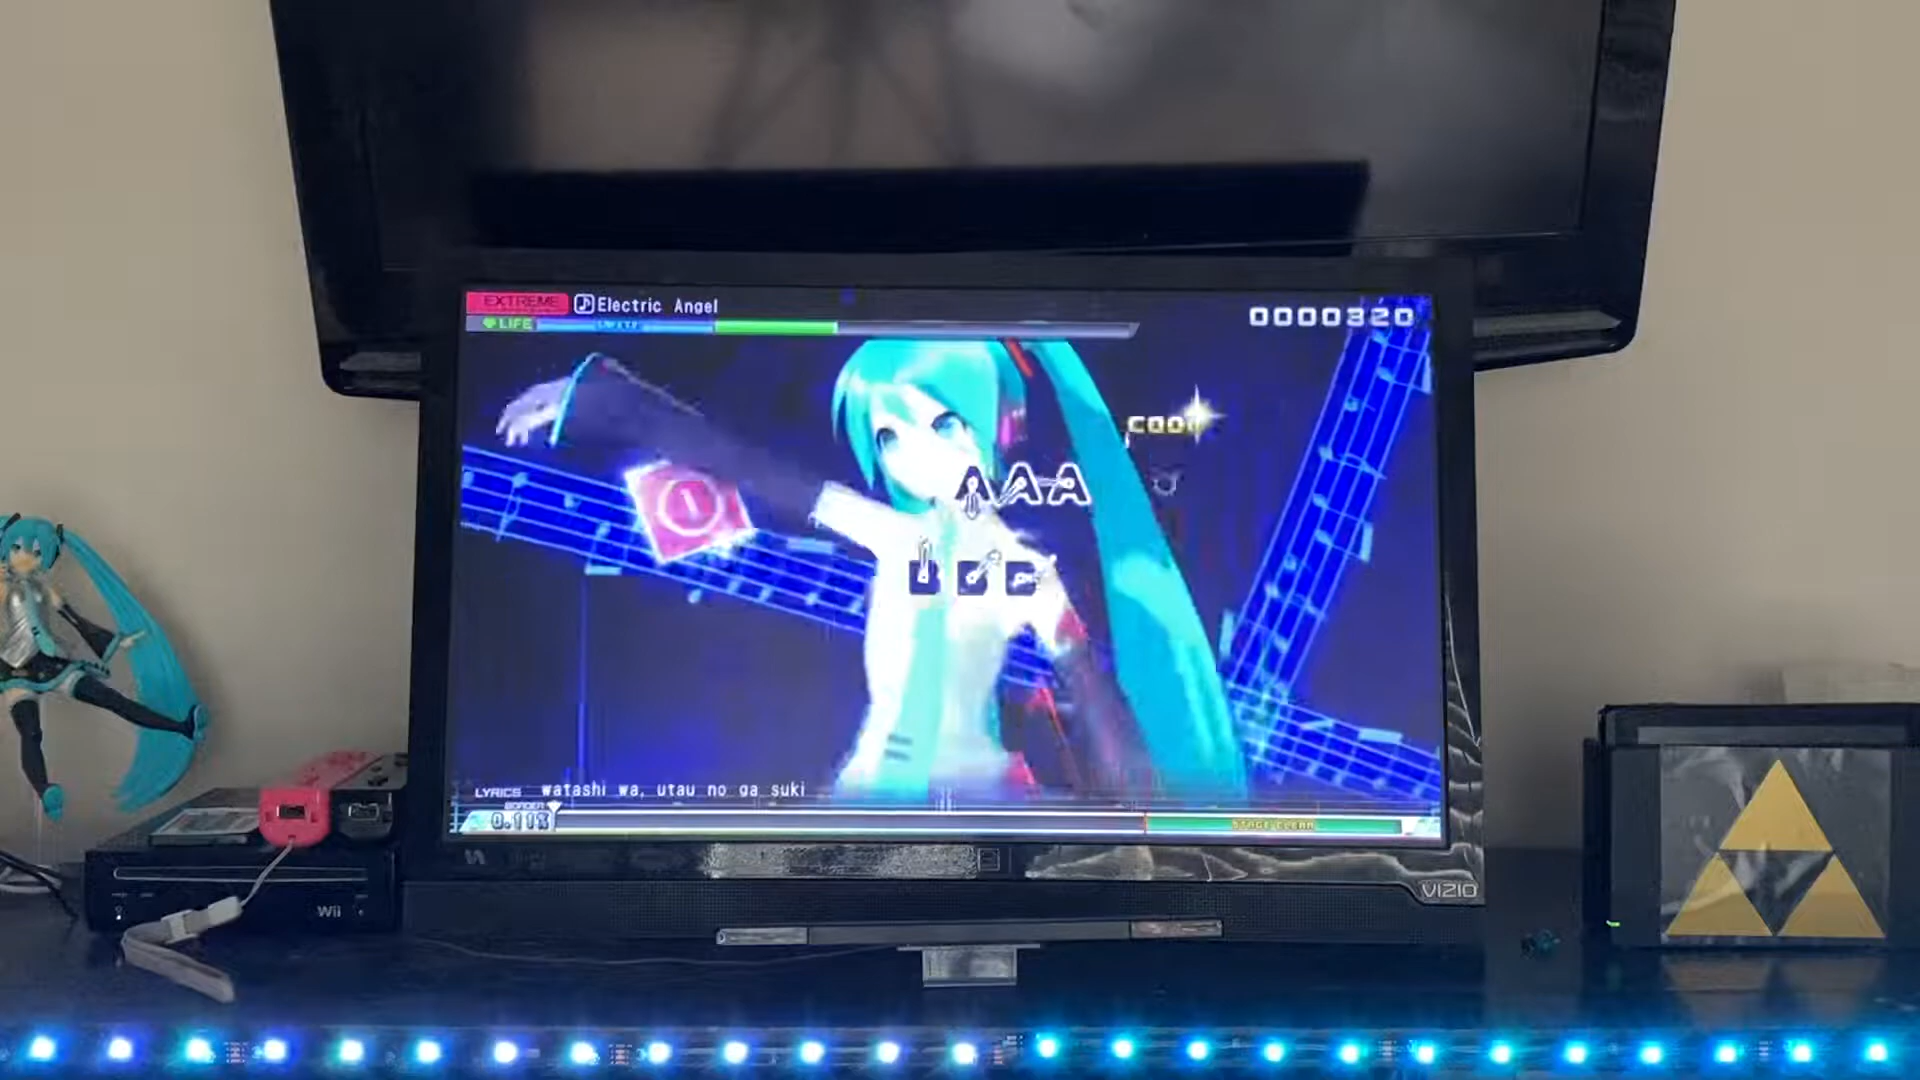 EXTREME Electric Angel
0000320
LIFE
COOL
A A A
LYRICS watashi wa, utau no ga suki
BORDER
0.11%
STAGE CLEAR
VIZIO
Wii